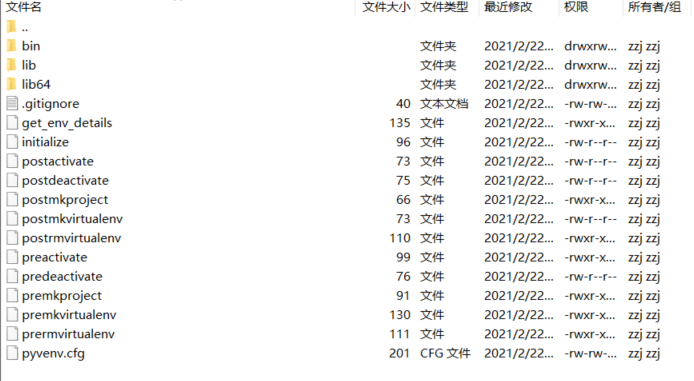 文件名 文件大小 文件类型 最近修改 权限 所有者/组
..
bin 文件夹 2021/2/22... drwxrw... zzj zzj
lib 文件夹 2021/2/22... drwxrw... zzj zzj
lib64 文件夹 2021/2/22... drwxrw... zzj zzj
.gitignore 40 文本文档 2021/2/22... -rw-rw-... zzj zzj
get_env_details 135 文件 2021/2/22... -rwxr-x... zzj zzj
initialize 96 文件 2021/2/22... -rw-r--r-- zzj zzj
postactivate 73 文件 2021/2/22... -rw-r--r-- zzj zzj
postdeactivate 75 文件 2021/2/22... -rw-r--r-- zzj zzj
postmkproject 66 文件 2021/2/22... -rwxr-x... zzj zzj
postmkvirtualenv 73 文件 2021/2/22... -rw-r--r-- zzj zzj
postrmvirtualenv 110 文件 2021/2/22... -rwxr-x... zzj zzj
preactivate 99 文件 2021/2/22... -rwxr-x... zzj zzj
predeactivate 76 文件 2021/2/22... -rw-r--r-- zzj zzj
premkproject 91 文件 2021/2/22... -rwxr-x... zzj zzj
premkvirtualenv 130 文件 2021/2/22... -rwxr-x... zzj zzj
prermvirtualenv 111 文件 2021/2/22... -rwxr-x... zzj zzj
pyvenv.cfg 201 CFG 文件 2021/2/22... -rw-rw-... zzj zzj